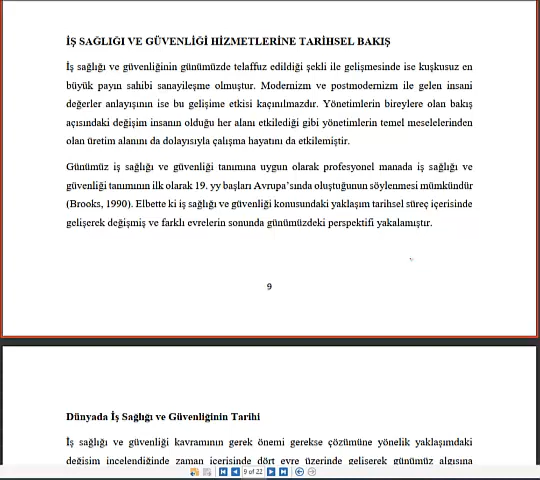 İŞ SAĞLIĞI VE GÜVENLİĞİ HİZMETLERİNE TARİHSEL BAKIŞ
İş sağlığı ve güvenliğinin günümüzde telaffuz edildiği şekli ile gelişmesinde ise kuşkusuz en
büyük payın sahibi sanayileşme olmuştur. Modernizm ve postmodernizm ile gelen insani
değerler anlayışının ise bu gelişime etkisi kaçınılmazdır. Yönetimlerin bireylere olan bakış
açısındaki değişim insanın olduğu her alanı etkilediği gibi yönetimlerin temel meselelerinden
olan üretim alanını da dolayısıyla çalışma hayatını da etkilemiştir.
Günümüz iş sağlığı ve güvenliği tanımına uygun olarak profesyonel manada iş sağlığı ve
güvenliği tanımının ilk olarak 19. yy başları Avrupa’sında oluştuğunun söylenmesi mümkündür
(Brooks, 1990). Elbette ki iş sağlığı ve güvenliği konusundaki yaklaşım tarihsel süreç içerisinde
gelişerek değişmiş ve farklı evrelerin sonunda günümüzdeki perspektifi yakalamıştır.
9
Dünyada İş Sağlığı ve Güvenliğinin Tarihi
İş sağlığı ve güvenliği kavramının gerek önemi gerekse çözümüne yönelik yaklaşımdaki
değişim incelendiğinde zaman içerisinde dört evre üzerinde gelişerek günümüz algısına
9 of 22